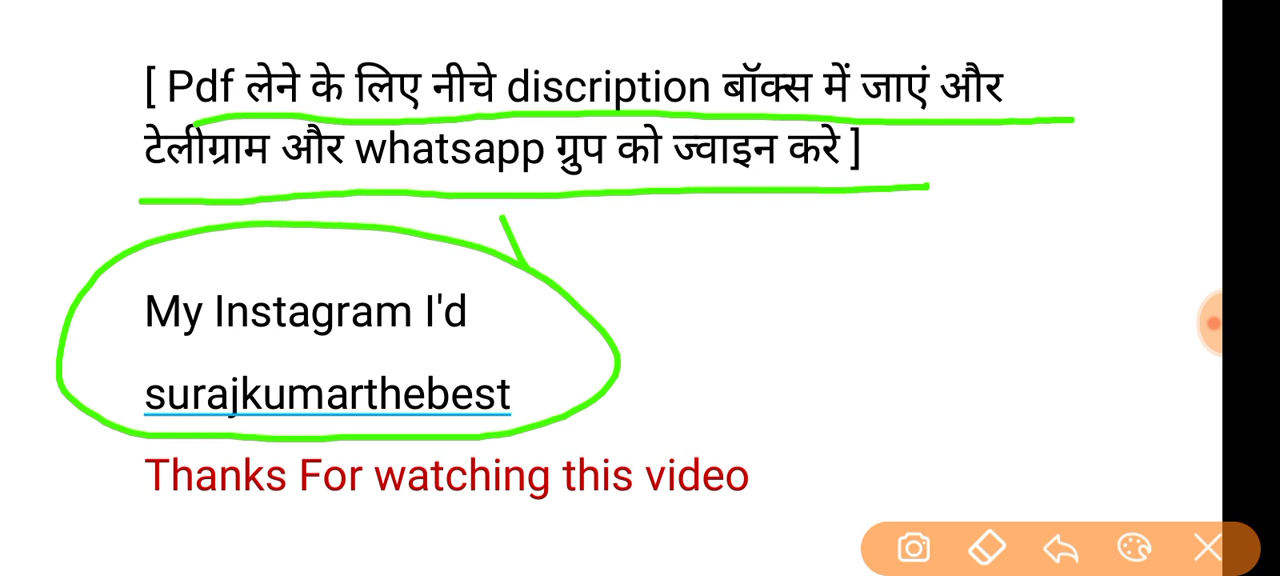 [ Pdf लेने के लिए नीचे discription बॉक्स में जाएं और
टेलीग्राम और whatsapp ग्रुप को ज्वाइन करे ]
My Instagram I'd
surajkumarthebest
Thanks For watching this video